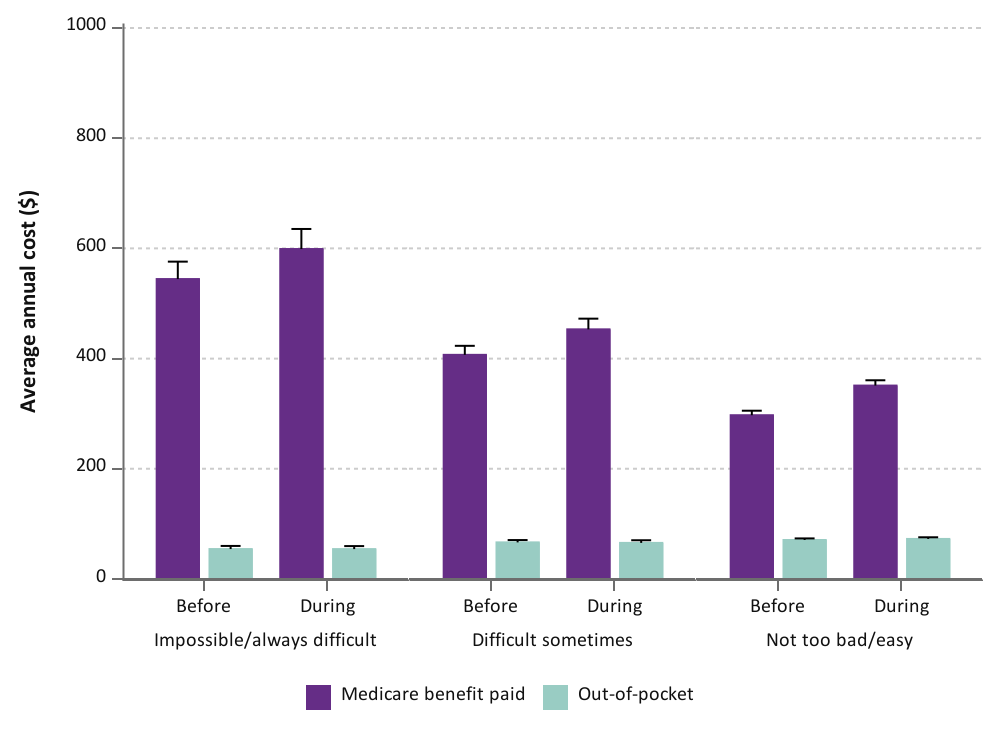 Average annual cost ($)
1000
800
600
400
200
0
Before During Before During Before During
Impossible/always difficult Difficult sometimes Not too bad/easy
Medicare benefit paid Out-of-pocket